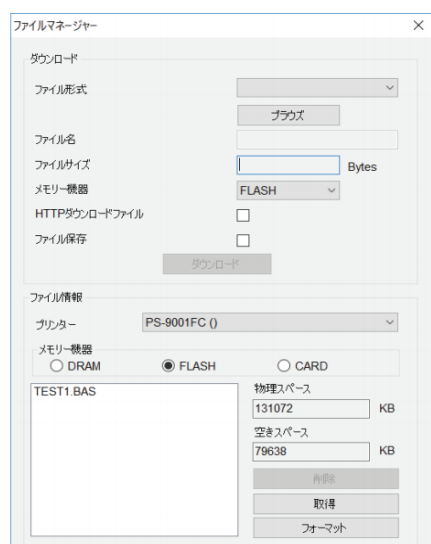 ファイルマネージャー
ダウンロード
ファイル形式
ブラウズ
ファイル名
ファイルサイズ Bytes
メモリー機器 FLASH
HTTPダウンロードファイル
ファイル保存
ダウンロード
ファイル情報
プリンター PS-9001FC ()
メモリー機器
DRAM FLASH CARD
TEST1.BAS
物理スペース
131072 KB
空きスペース
79638 KB
削除
取得
フォーマット